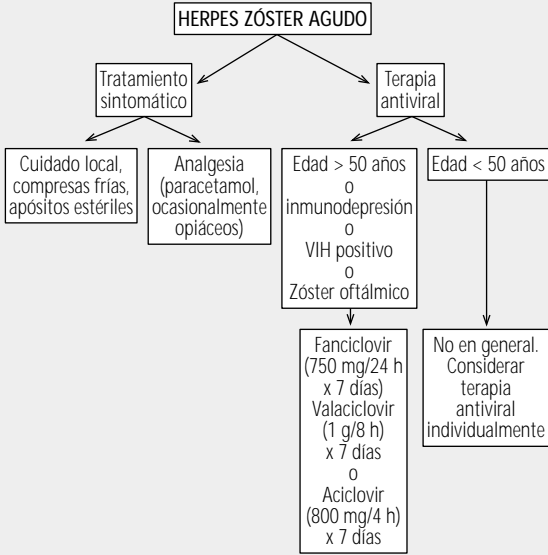 HERPES ZÓSTER AGUDO
Tratamiento
sintomático
Terapia
antiviral
Cuidado local,
compresas frías,
apósitos estériles
Analgesia
(paracetamol,
ocasionalmente
opiáceos)
Edad > 50 años
o
inmunodepresión
o
VIH positivo
o
Zóster oftálmico
Edad < 50 años
Fanciclovir
(750 mg/24 h
x 7 días)
Valaciclovir
(1 g/8 h)
x 7 días
o
Aciclovir
(800 mg/4 h)
x 7 días
No en general.
Considerar
terapia
antiviral
individualmente